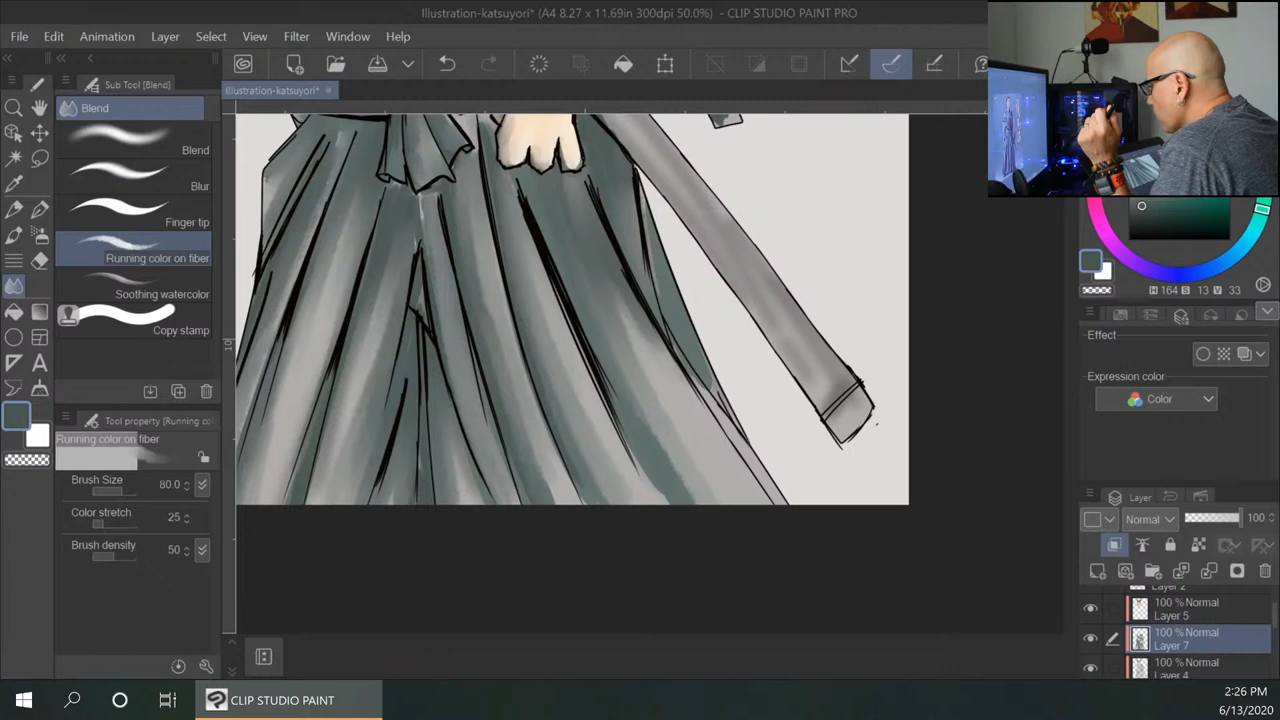 Illustration-katsuyori* (A4 8.27 x 11.69in 300dpi 50.0%) - CLIP STUDIO PAINT PRO
File Edit Animation Layer Select View Filter Window Help
Sub Tool [Blend]
Illustration-katsuyori*
Blend
Blend
Blur
Finger tip
Running color on fiber
Soothing watercolor
Copy stamp
Tool property [Running co
Running color on fiber
Brush Size 80.0
Color stretch 25
Brush density 50
H 164 S 13 V 33
Effect
Expression color
Color
Layer
Normal 100
Layer 2
100 % Normal
Layer 5
100 % Normal
Layer 7
100 % Normal
Layer 4
CLIP STUDIO PAINT
2:26 PM
6/13/2020